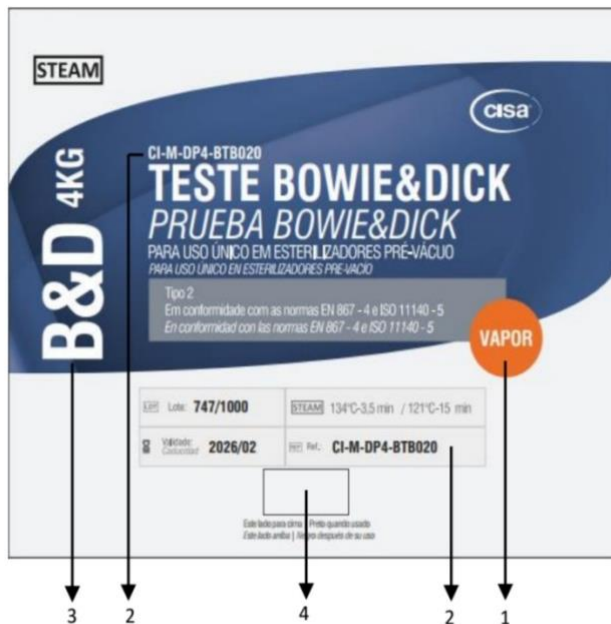 STEAM
cisa
B&D 4KG
CI-M-DP4-BTB020
TESTE BOWIE&DICK
PRUEBA BOWIE&DICK
PARA USO ÚNICO EM ESTERILIZADORES PRÉ-VÁCUO
PARA USO ÚNICO EN ESTERILIZADORES PRE-VACIO
Tipo 2
Em conformidade com as normas EN 867 - 4 e ISO 11140 - 5
En conformidad con las normas EN 867 - 4 e ISO 11140 - 5
VAPOR
LOT Lote: 747/1000
STEAM 134°C-3,5 min / 121°C-15 min
Validade: 2026/02
Caducidad
REF Ref.: CI-M-DP4-BTB020
Este lado para cima | Preto quando usado
Este lado arriba | Negro después de su uso
3 2 4 2 1